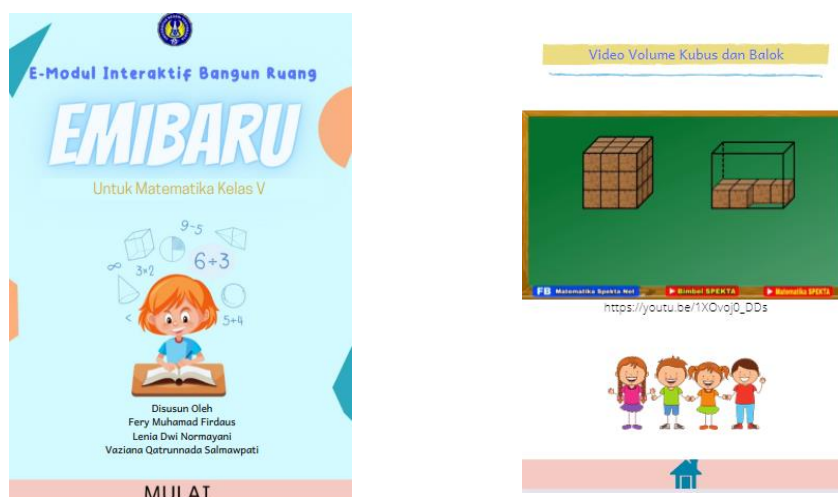 E-Modul Interaktif Bangun Ruang
EMIBARU
Untuk Matematika Kelas V
9-5
6÷3
3×2
∞
<
5+4
Disusun Oleh
Fery Muhamad Firdaus
Lenia Dwi Normayani
Vaziana Qatrunnada Salmawpati
MULAI
Video Volume Kubus dan Balok
FB Matematika Spekta Net
Bimbel SPEKTA
Matematika SPEKTA
https://youtu.be/1XOvoj0_DDs